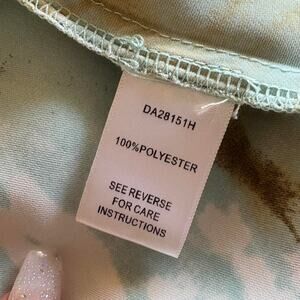 DA28151H
100%POLYESTER
SEE REVERSE
FOR CARE
INSTRUCTIONS